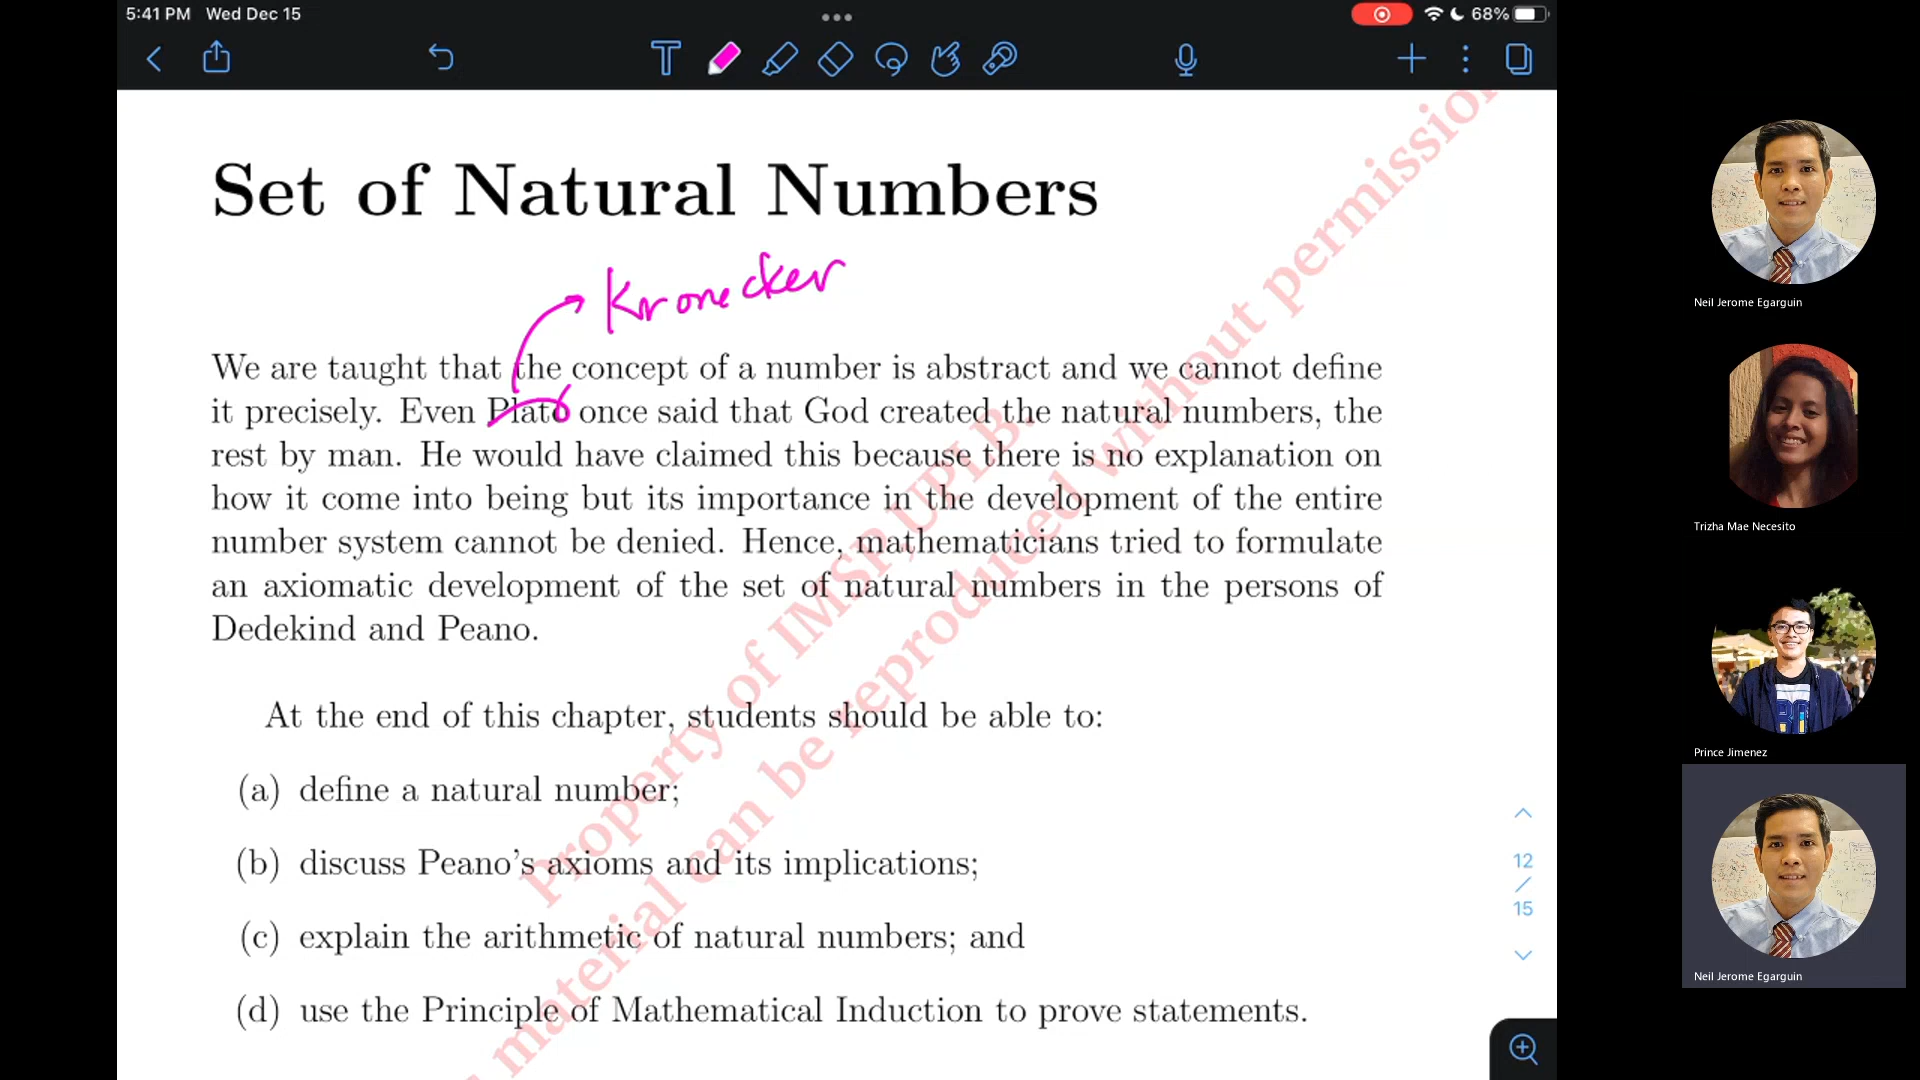 5:41 PM Wed Dec 15
68%
Set of Natural Numbers
Kronecker
We are taught that the concept of a number is abstract and we cannot define
it precisely. Even Plato once said that God created the natural numbers, the
rest by man. He would have claimed this because there is no explanation on
how it come into being but its importance in the development of the entire
number system cannot be denied. Hence, mathematicians tried to formulate
an axiomatic development of the set of natural numbers in the persons of
Dedekind and Peano.
At the end of this chapter, students should be able to:
(a) define a natural number;
(b) discuss Peano's axioms and its implications;
(c) explain the arithmetic of natural numbers; and
(d) use the Principle of Mathematical Induction to prove statements.
Property of IMSP, UPLB.
material can be reproduced without permission
12
/
15
Neil Jerome Egarguin
Trizha Mae Necesito
Prince Jimenez
Neil Jerome Egarguin